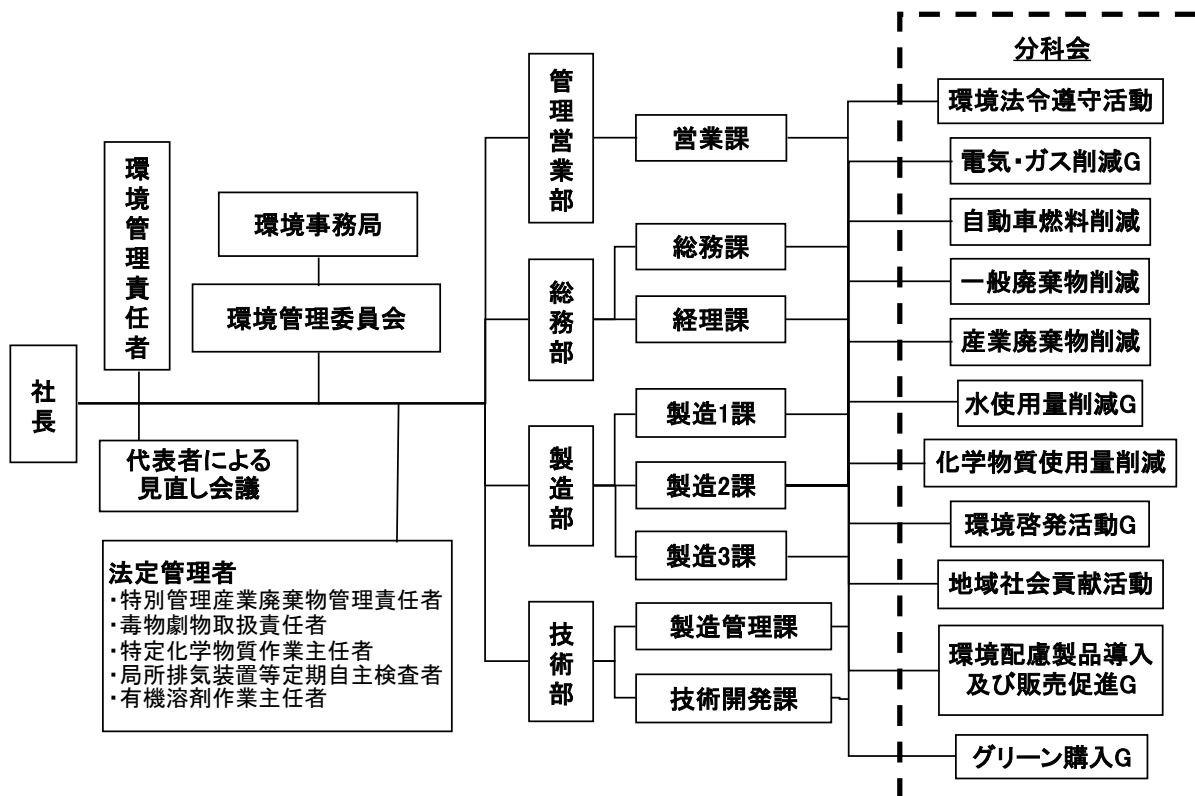 社長
環境管理責任者
代表者による
見直し会議
環境事務局
環境管理委員会
法定管理者
・特別管理産業廃棄物管理責任者
・毒物劇物取扱責任者
・特定化学物質作業主任者
・局所排気装置等定期自主検査者
・有機溶剤作業主任者
管理営業部
営業課
総務部
総務課
経理課
製造部
製造1課
製造2課
製造3課
技術部
製造管理課
技術開発課
分科会
環境法令遵守活動
電気・ガス削減G
自動車燃料削減
一般廃棄物削減
産業廃棄物削減
水使用量削減G
化学物質使用量削減
環境啓発活動G
地域社会貢献活動
環境配慮製品導入
及び販売促進G
グリーン購入G